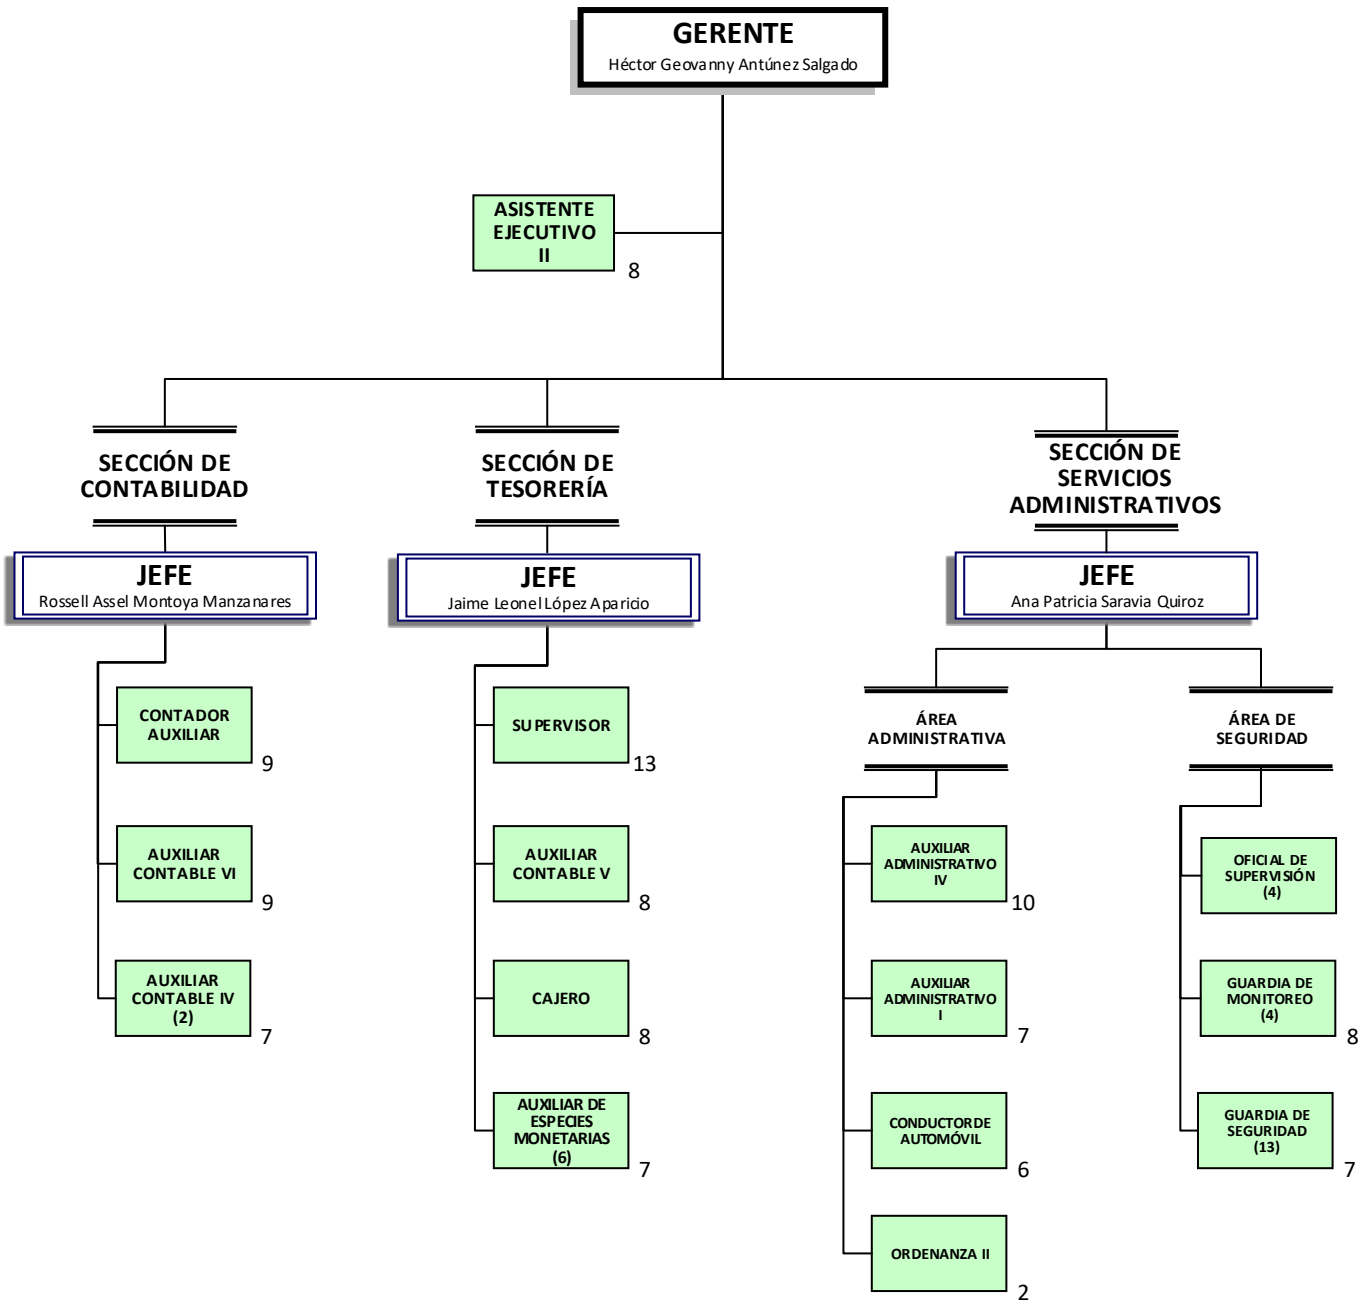 GERENTE
Héctor Geovanny Antúnez Salgado
ASISTENTE
EJECUTIVO
II
8
SECCIÓN DE
CONTABILIDAD
JEFE
Rossell Assel Montoya Manzanares
CONTADOR
AUXILIAR
9
AUXILIAR
CONTABLE VI
9
AUXILIAR
CONTABLE IV
(2)
7
SECCIÓN DE
TESORERÍA
JEFE
Jaime Leonel López Aparicio
SUPERVISOR
13
AUXILIAR
CONTABLE V
8
CAJERO
8
AUXILIAR DE
ESPECIES
MONETARIAS
(6)
7
SECCIÓN DE
SERVICIOS
ADMINISTRATIVOS
JEFE
Ana Patricia Saravia Quiroz
ÁREA
ADMINISTRATIVA
AUXILIAR
ADMINISTRATIVO
IV
10
AUXILIAR
ADMINISTRATIVO
I
7
CONDUCTOR DE
AUTOMÓVIL
6
ORDENANZA II
2
ÁREA DE
SEGURIDAD
OFICIAL DE
SUPERVISIÓN
(4)
GUARDIA DE
MONITOREO
(4)
8
GUARDIA DE
SEGURIDAD
(13)
7